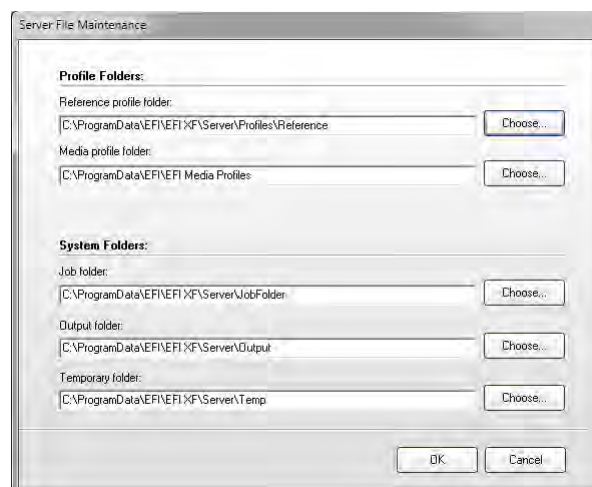 Server File Maintenance
Profile Folders:
Reference profile folder:
C:\ProgramData\EFI\EFI XF\Server\Profiles\Reference
Choose...
Media profile folder:
C:\ProgramData\EFI\EFI Media Profiles
Choose...
System Folders:
Job folder:
C:\ProgramData\EFI\EFI XF\Server\JobFolder
Choose...
Output folder:
C:\ProgramData\EFI\EFI XF\Server\Output
Choose...
Temporary folder:
C:\ProgramData\EFI\EFI XF\Server\Temp
Choose...
OK
Cancel